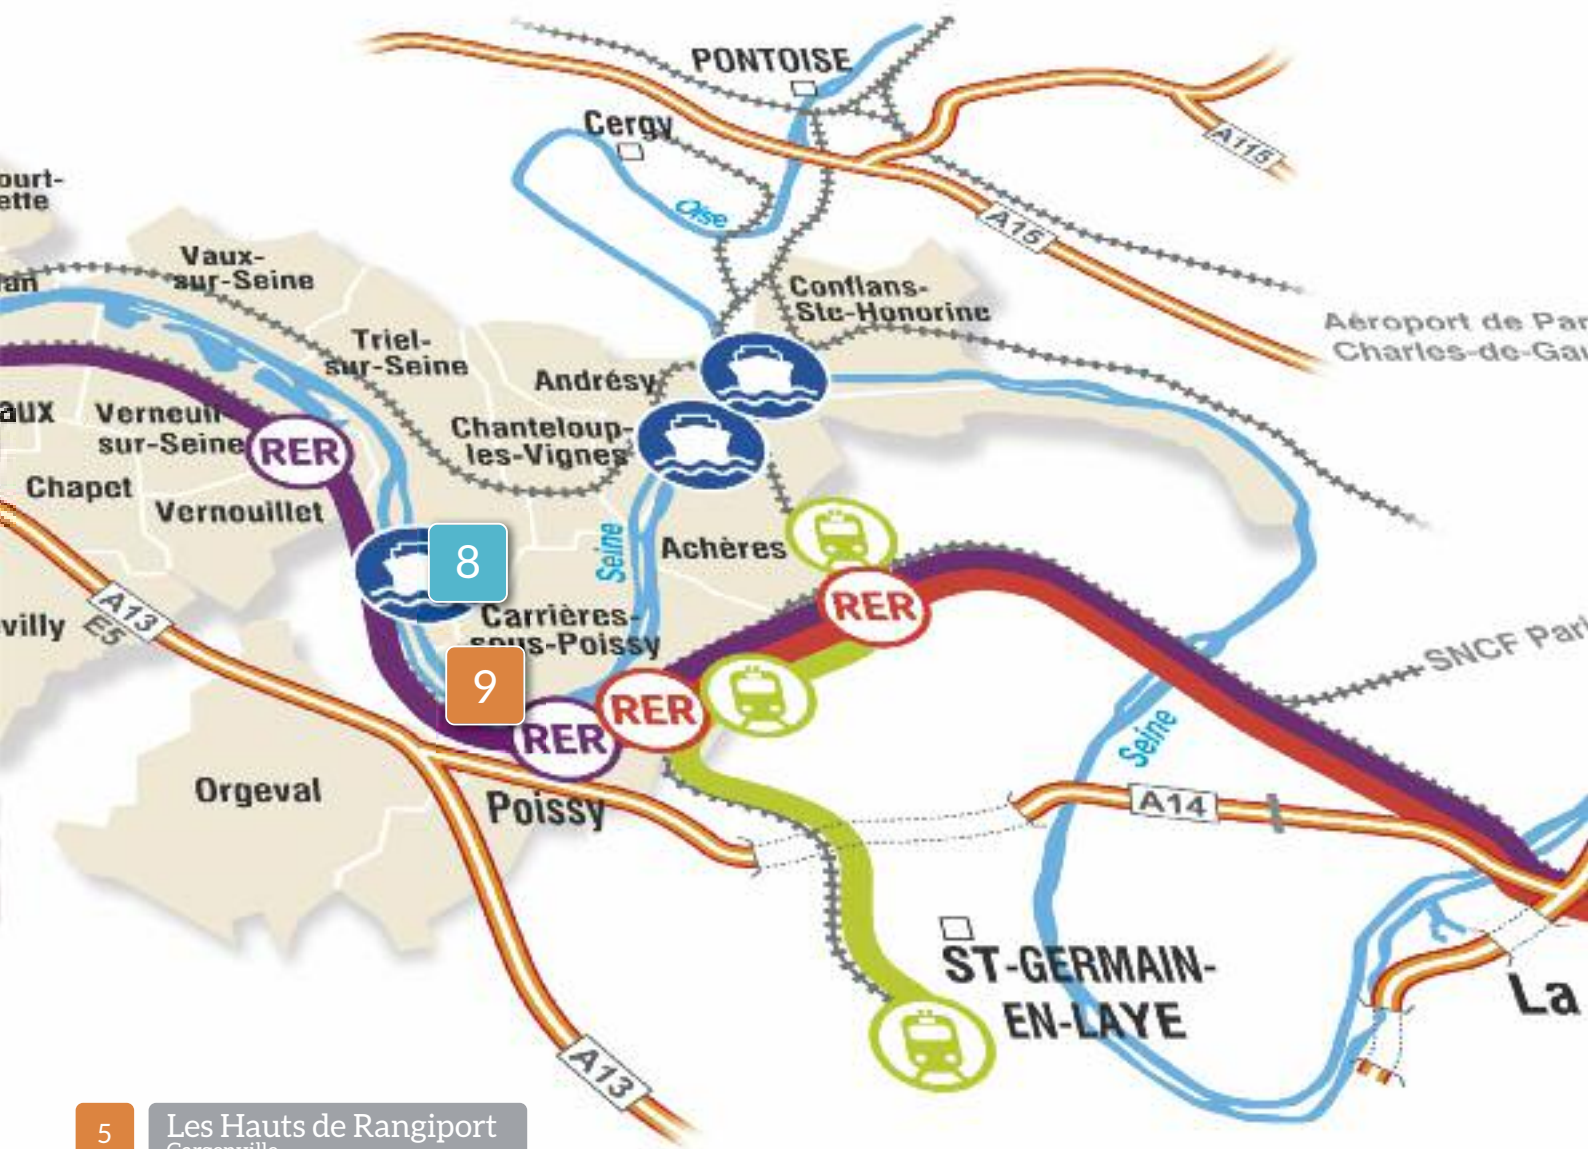 PONTOISE
Cergy
A115
ourt-
ette
Oise
A15
Vaux-
sur-Seine
an
Conflans-
Ste-Honorine
Aéroport de Par
Charles-de-Gau
Triel-
sur-Seine
Andrésy
aux
Verneuil-
sur-Seine
RER
Chanteloup-
les-Vignes
Chapet
Vernouillet
Seine
Achères
8
A13
E5
villy
Carrières-
sous-Poissy
RER
SNCF Pari
9
RER
RER
Seine
Orgeval
Poissy
A14
ST-GERMAIN-
EN-LAYE
La
A13
5
Les Hauts de Rangiport